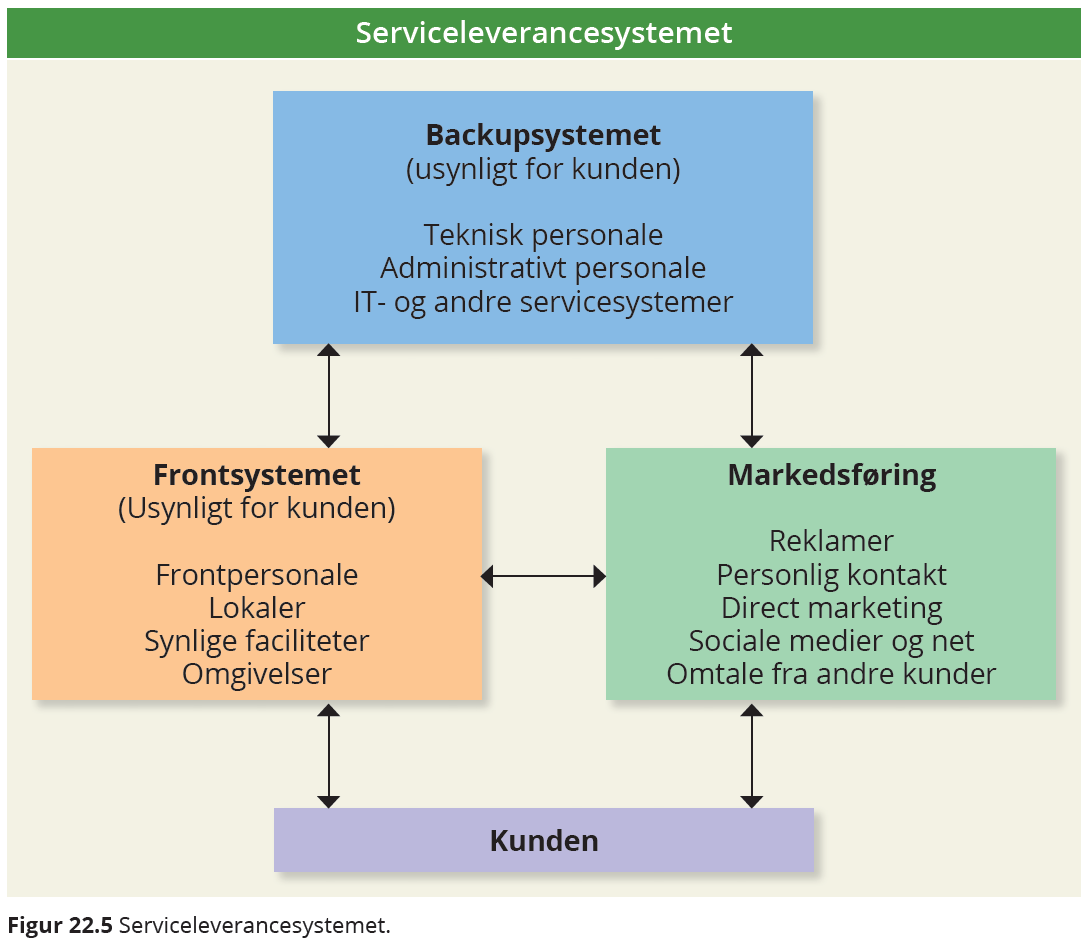 Serviceleverancesystemet
Backupsystemet
(usynligt for kunden)
Teknisk personale
Administrativt personale
IT- og andre servicesystemer
Frontsystemet
(Usynligt for kunden)
Frontpersonale
Lokaler
Synlige faciliteter
Omgivelser
Markedsføring
Reklamer
Personlig kontakt
Direct marketing
Sociale medier og net
Omtale fra andre kunder
Kunden
Figur 22.5 Serviceleverancesystemet.